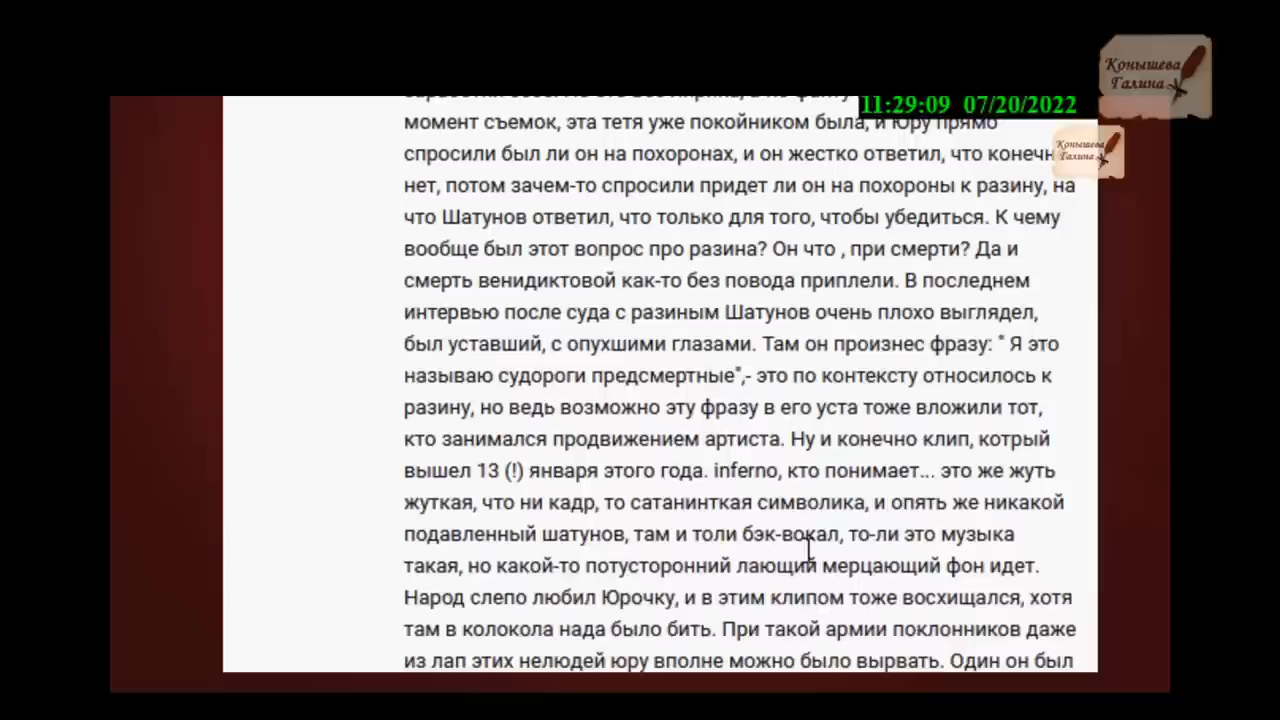 11:29:09 07/20/2022
Конышева
Галина
Конышева
Галина
момент съемок, эта тетя уже покойником была, и Юру прямо
спросили был ли он на похоронах, и он жестко ответил, что конечн
нет, потом зачем-то спросили придет ли он на похороны к разину, на
что Шатунов ответил, что только для того, чтобы убедиться. К чему
вообще был этот вопрос про разина? Он что , при смерти? Да и
смерть венидиктовой как-то без повода приплели. В последнем
интервью после суда с разиным Шатунов очень плохо выглядел,
был уставший, с опухшими глазами. Там он произнес фразу: " Я это
называю судороги предсмертные",- это по контексту относилось к
разину, но ведь возможно эту фразу в его уста тоже вложили тот,
кто занимался продвижением артиста. Ну и конечно клип, котрый
вышел 13 (!) января этого года. inferno, кто понимает... это же жуть
жуткая, что ни кадр, то сатанинткая символика, и опять же никакой
подавленный шатунов, там и толи бэк-вокал, то-ли это музыка
такая, но какой-то потусторонний лающий мерцающий фон идет.
Народ слепо любил Юрочку, и в этим клипом тоже восхищался, хотя
там в колокола нада было бить. При такой армии поклонников даже
из лап этих нелюдей юру вполне можно было вырвать. Один он был